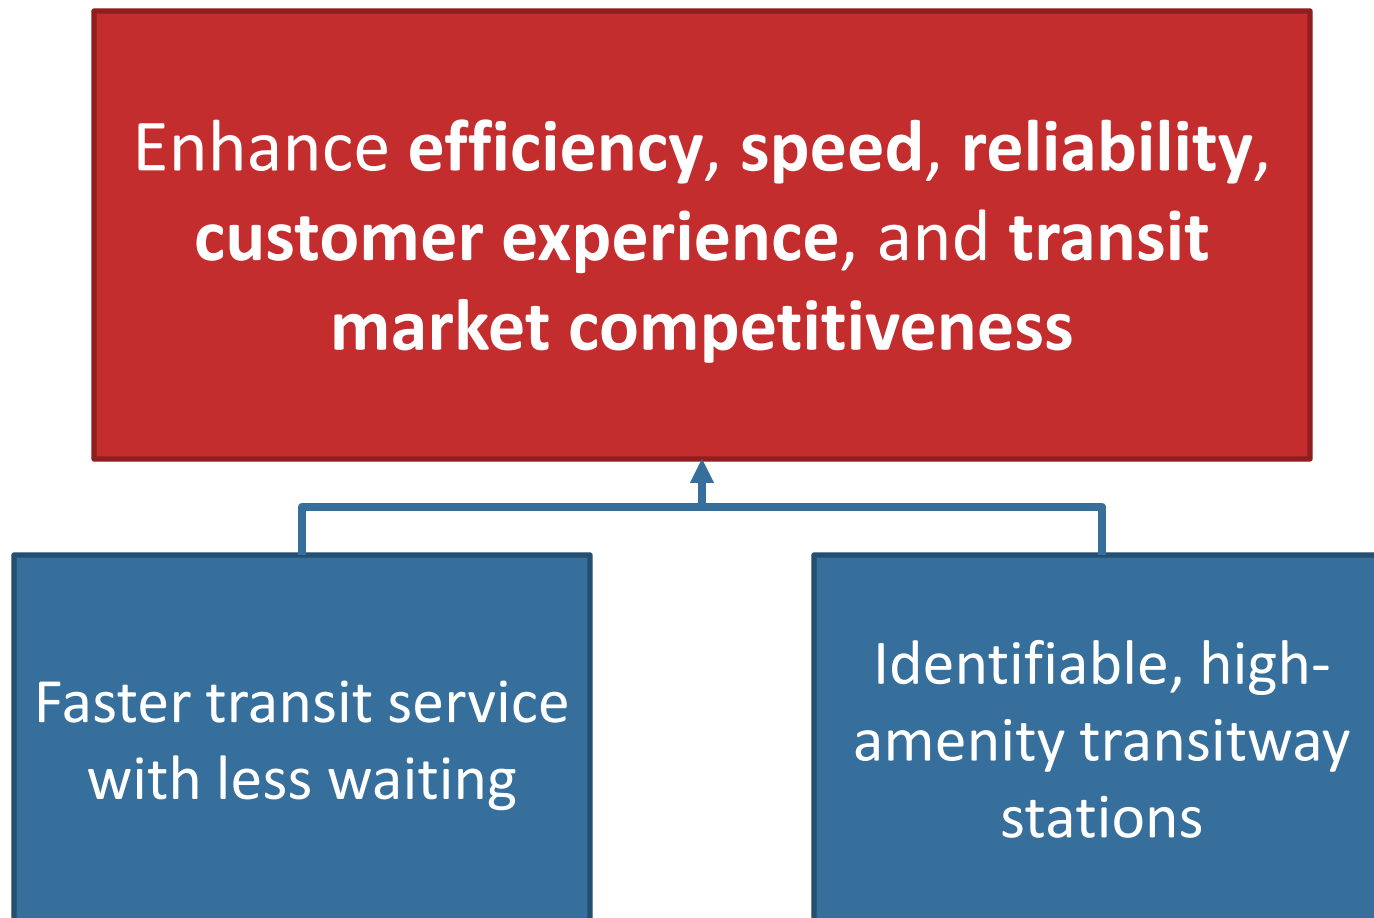 Enhance efficiency, speed, reliability,
customer experience, and transit
market competitiveness
Faster transit service
with less waiting
Identifiable, high-
amenity transitway
stations